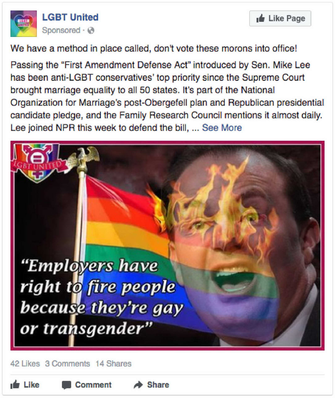 LGBT United
Like Page
Sponsored ·
We have a method in place called, don't vote these morons into office!
Passing the "First Amendment Defense Act" introduced by Sen. Mike Lee
has been anti-LGBT conservatives' top priority since the Supreme Court
brought marriage equality to all 50 states. It's part of the National
Organization for Marriage's post-Obergefell plan and Republican presidential
candidate pledge, and the Family Research Council mentions it almost daily.
Lee joined NPR this week to defend the bill, ... See More
LGBT UNITED
“Employers have
right to fire people
because they're gay
or transgender”
42 Likes 3 Comments 14 Shares
Like Comment Share